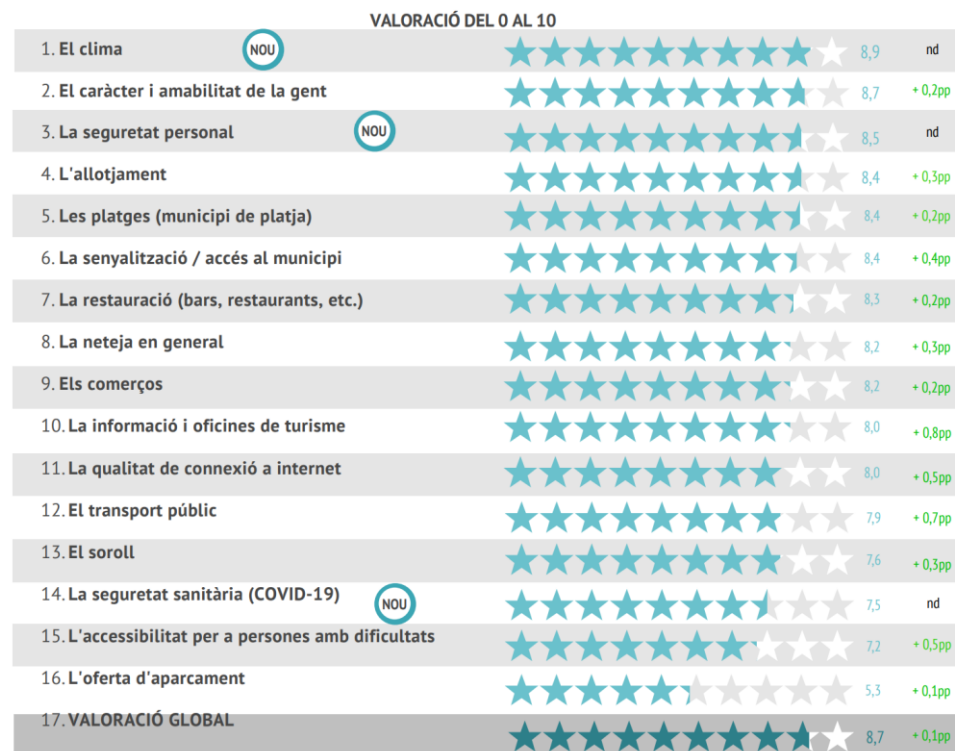 VALORACIÓ DEL 0 AL 10
1. El clima NOU 8,9 nd
2. El caràcter i amabilitat de la gent 8,7 + 0,2pp
3. La seguretat personal NOU 8,5 nd
4. L'allotjament 8,4 + 0,3pp
5. Les platges (municipi de platja) 8,4 + 0,2pp
6. La senyalització / accés al municipi 8,4 + 0,4pp
7. La restauració (bars, restaurants, etc.) 8,3 + 0,2pp
8. La neteja en general 8,2 + 0,3pp
9. Els comerços 8,2 + 0,2pp
10. La informació i oficines de turisme 8,0 + 0,8pp
11. La qualitat de connexió a internet 8,0 + 0,5pp
12. El transport públic 7,9 + 0,7pp
13. El soroll 7,6 + 0,3pp
14. La seguretat sanitària (COVID-19) NOU 7,5 nd
15. L'accessibilitat per a persones amb dificultats 7,2 + 0,5pp
16. L'oferta d'aparcament 5,3 + 0,1pp
17. VALORACIÓ GLOBAL 8,7 + 0,1pp